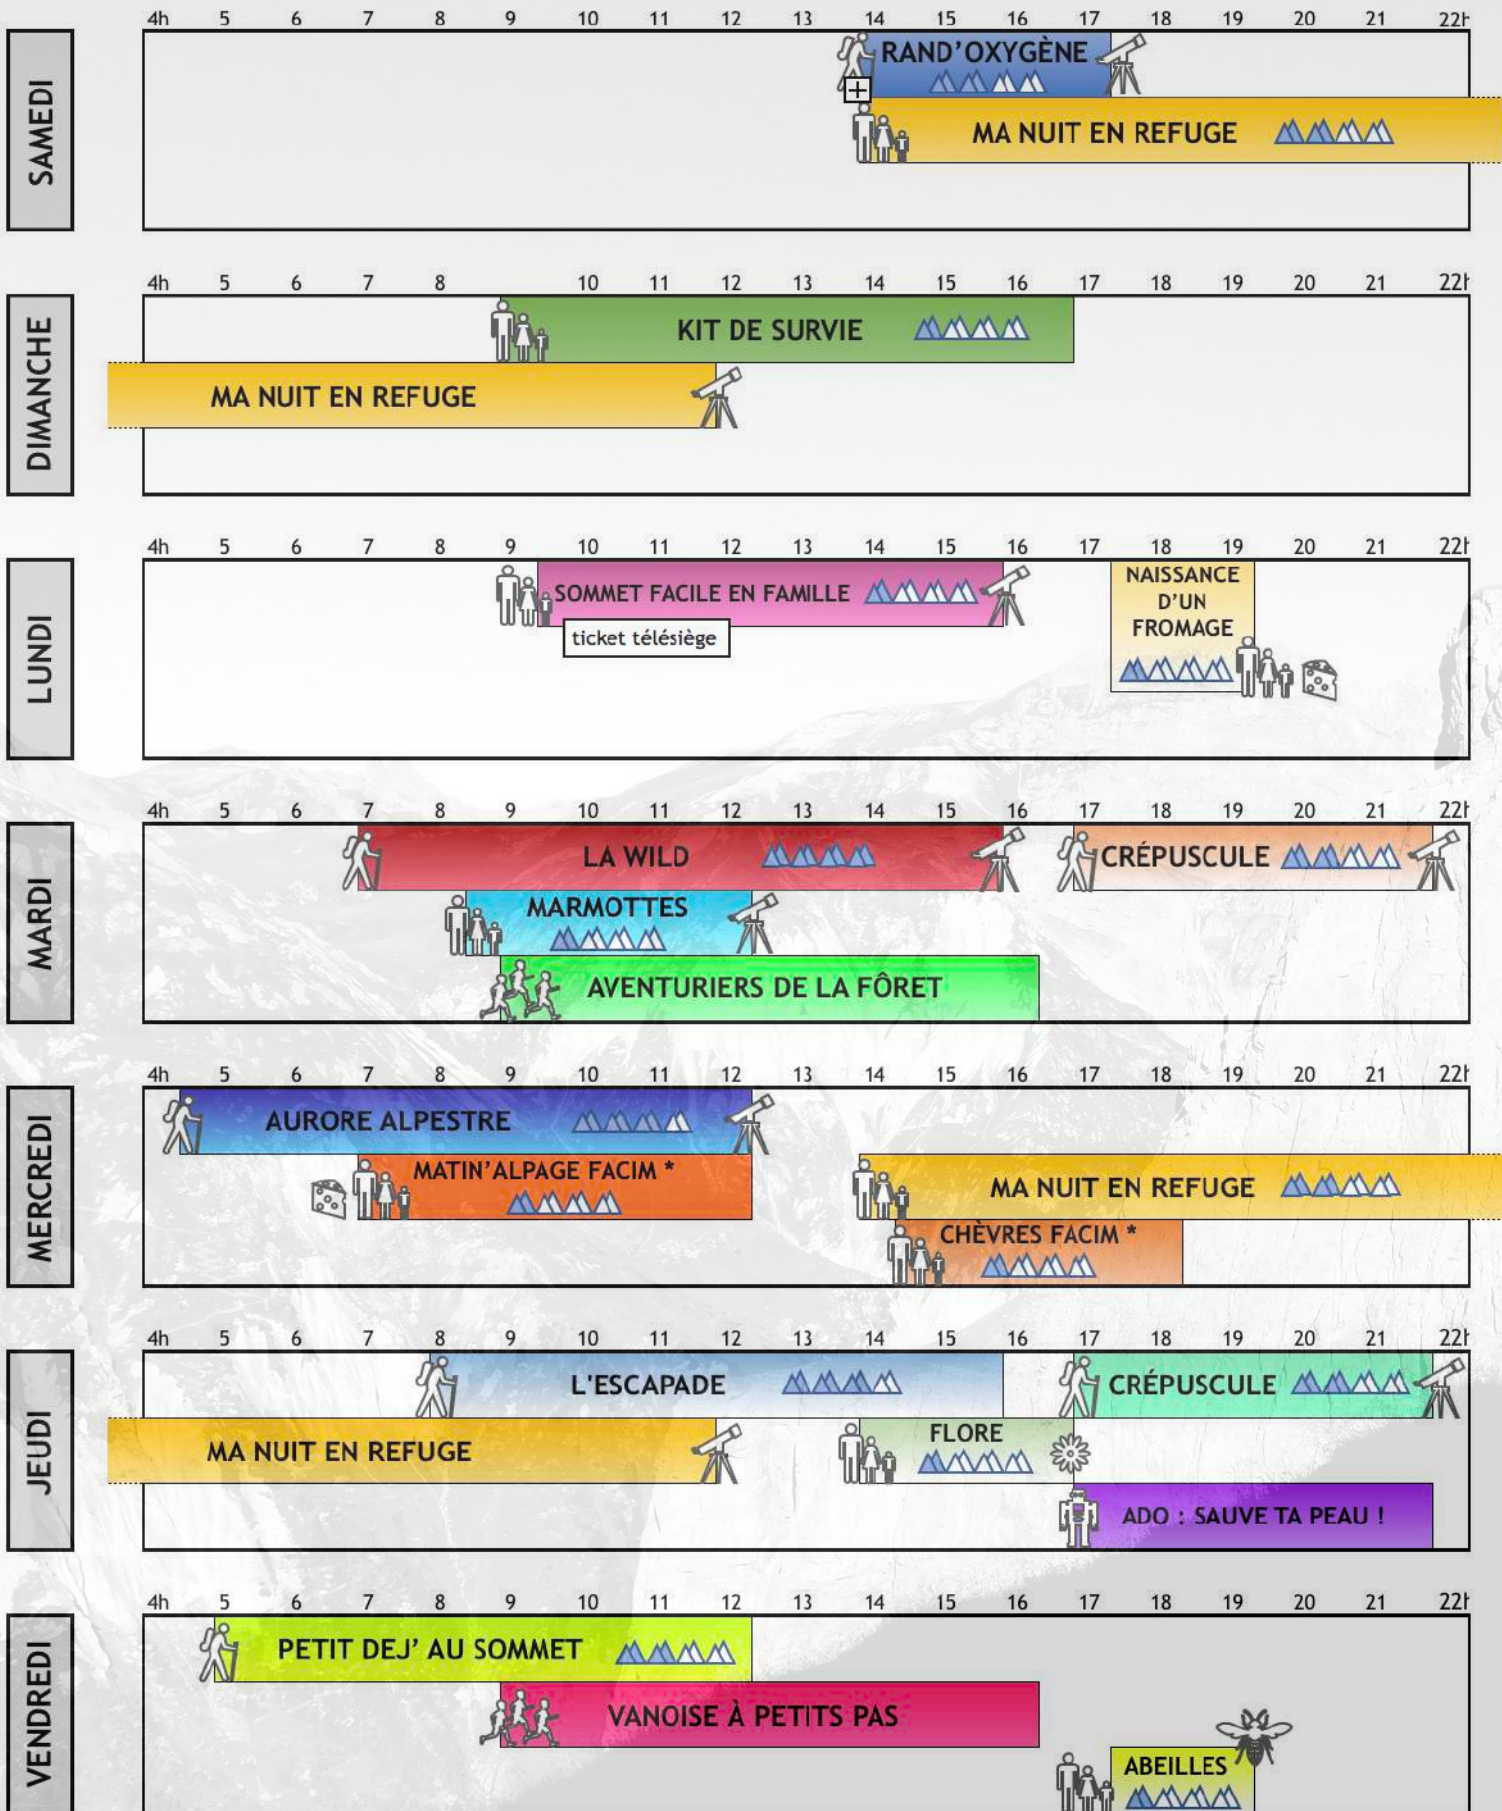 4h 5 6 7 8 9 10 11 12 13 14 15 16 17 18 19 20 21 22h
SAMEDI
RAND'OXYGÈNE
MA NUIT EN REFUGE
4h 5 6 7 8 10 11 12 13 14 15 16 17 18 19 20 21 22h
DIMANCHE
KIT DE SURVIE
MA NUIT EN REFUGE
4h 5 6 7 8 9 10 11 12 13 14 15 16 17 18 19 20 21 22h
LUNDI
SOMMET FACILE EN FAMILLE
ticket télésiège
NAISSANCE
D'UN
FROMAGE
4h 5 6 7 8 9 10 11 12 13 14 15 16 17 18 19 20 21 22h
MARDI
LA WILD
CRÉPUSCULE
MARMOTTES
AVENTURIERS DE LA FÔRET
4h 5 6 7 8 9 10 11 12 13 14 15 16 17 18 19 20 21 22h
MERCREDI
AURORE ALPESTRE
MATIN'ALPAGE FACIM *
MA NUIT EN REFUGE
CHÈVRES FACIM *
4h 5 6 7 8 9 10 11 12 13 14 15 16 17 18 19 20 21 22h
JEUDI
L'ESCAPADE
CRÉPUSCULE
MA NUIT EN REFUGE
FLORE
ADO : SAUVE TA PEAU !
4h 5 6 7 8 9 10 11 12 13 14 15 16 17 18 19 20 21 22h
VENDREDI
PETIT DEJ' AU SOMMET
VANOISE À PETITS PAS
ABEILLES